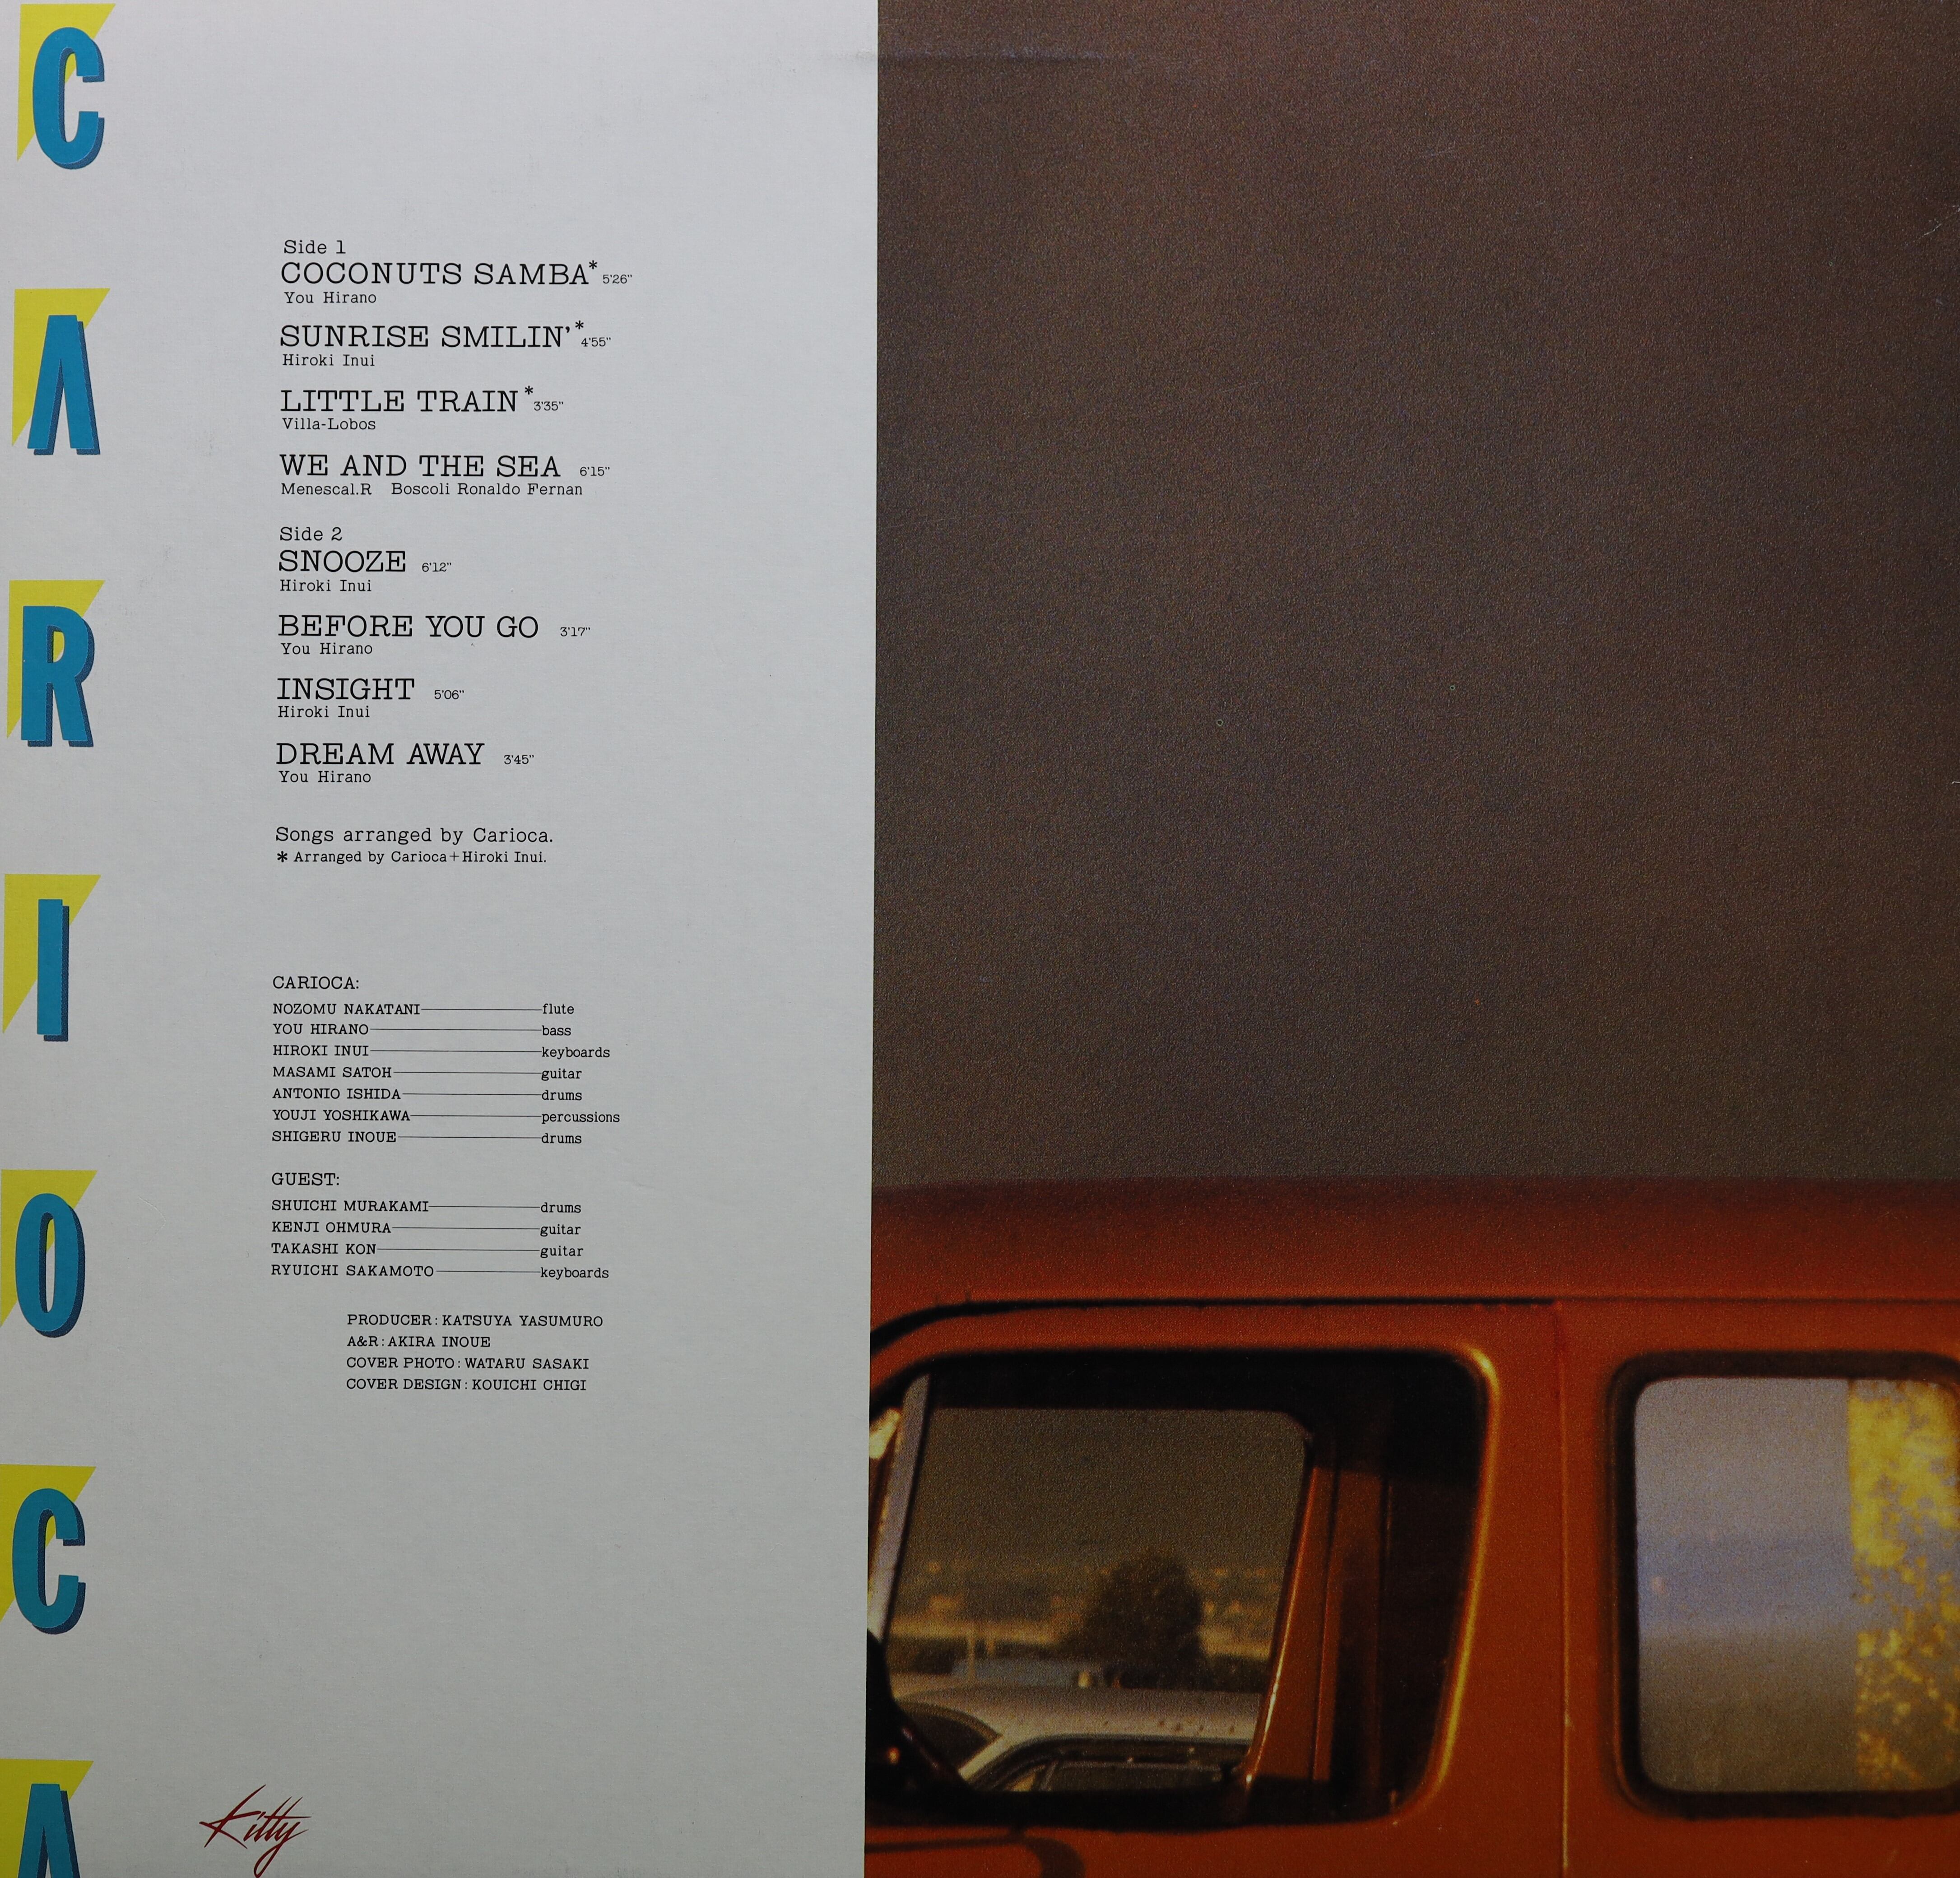 CARIOCA
Side 1
COCONUTS SAMBA* 5'26"
You Hirano
SUNRISE SMILIN'* 4'55"
Hiroki Inui
LITTLE TRAIN* 3'35"
Villa-Lobos
WE AND THE SEA 6'15"
Menescal.R Boscoli Ronaldo Fernan
Side 2
SNOOZE 6'12"
Hiroki Inui
BEFORE YOU GO 3'17"
You Hirano
INSIGHT 5'06"
Hiroki Inui
DREAM AWAY 3'45"
You Hirano
Songs arranged by Carioca.
* Arranged by Carioca+Hiroki Inui.
CARIOCA:
NOZOMU NAKATANI flute
YOU HIRANO bass
HIROKI INUI keyboards
MASAMI SATOH guitar
ANTONIO ISHIDA drums
YOUJI YOSHIKAWA percussions
SHIGERU INOUE drums
GUEST:
SHUICHI MURAKAMI drums
KENJI OHMURA guitar
TAKASHI KON guitar
RYUICHI SAKAMOTO keyboards
PRODUCER: KATSUYA YASUMURO
A&R: AKIRA INOUE
COVER PHOTO: WATARU SASAKI
COVER DESIGN: KOUICHI CHIGI
Kitty